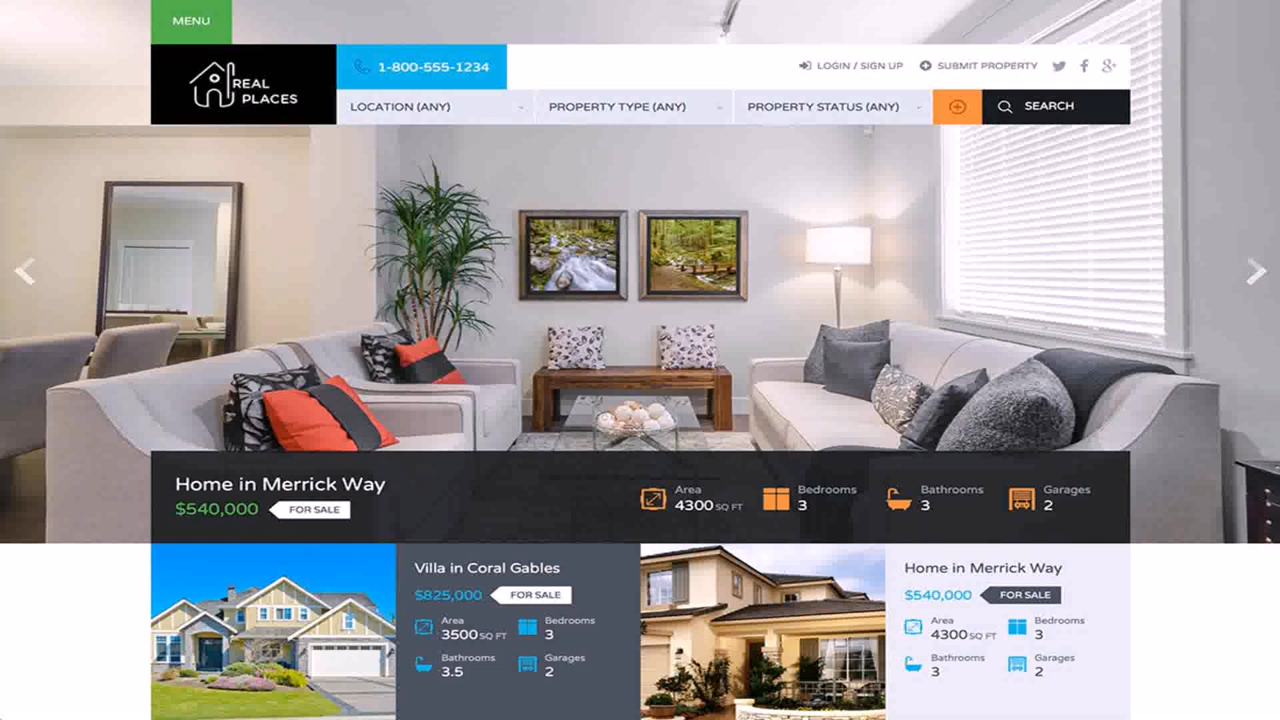 MENU
REAL
PLACES
1-800-555-1234
LOGIN / SIGN UP
SUBMIT PROPERTY
LOCATION (ANY)
PROPERTY TYPE (ANY)
PROPERTY STATUS (ANY)
SEARCH
Home in Merrick Way
$540,000 FOR SALE
Area
4300 SQ FT
Bedrooms
3
Bathrooms
3
Garages
2
Villa in Coral Gables
$825,000 FOR SALE
Area
3500 SQ FT
Bedrooms
3
Bathrooms
3.5
Garages
2
Home in Merrick Way
$540,000 FOR SALE
Area
4300 SQ FT
Bedrooms
3
Bathrooms
3
Garages
2